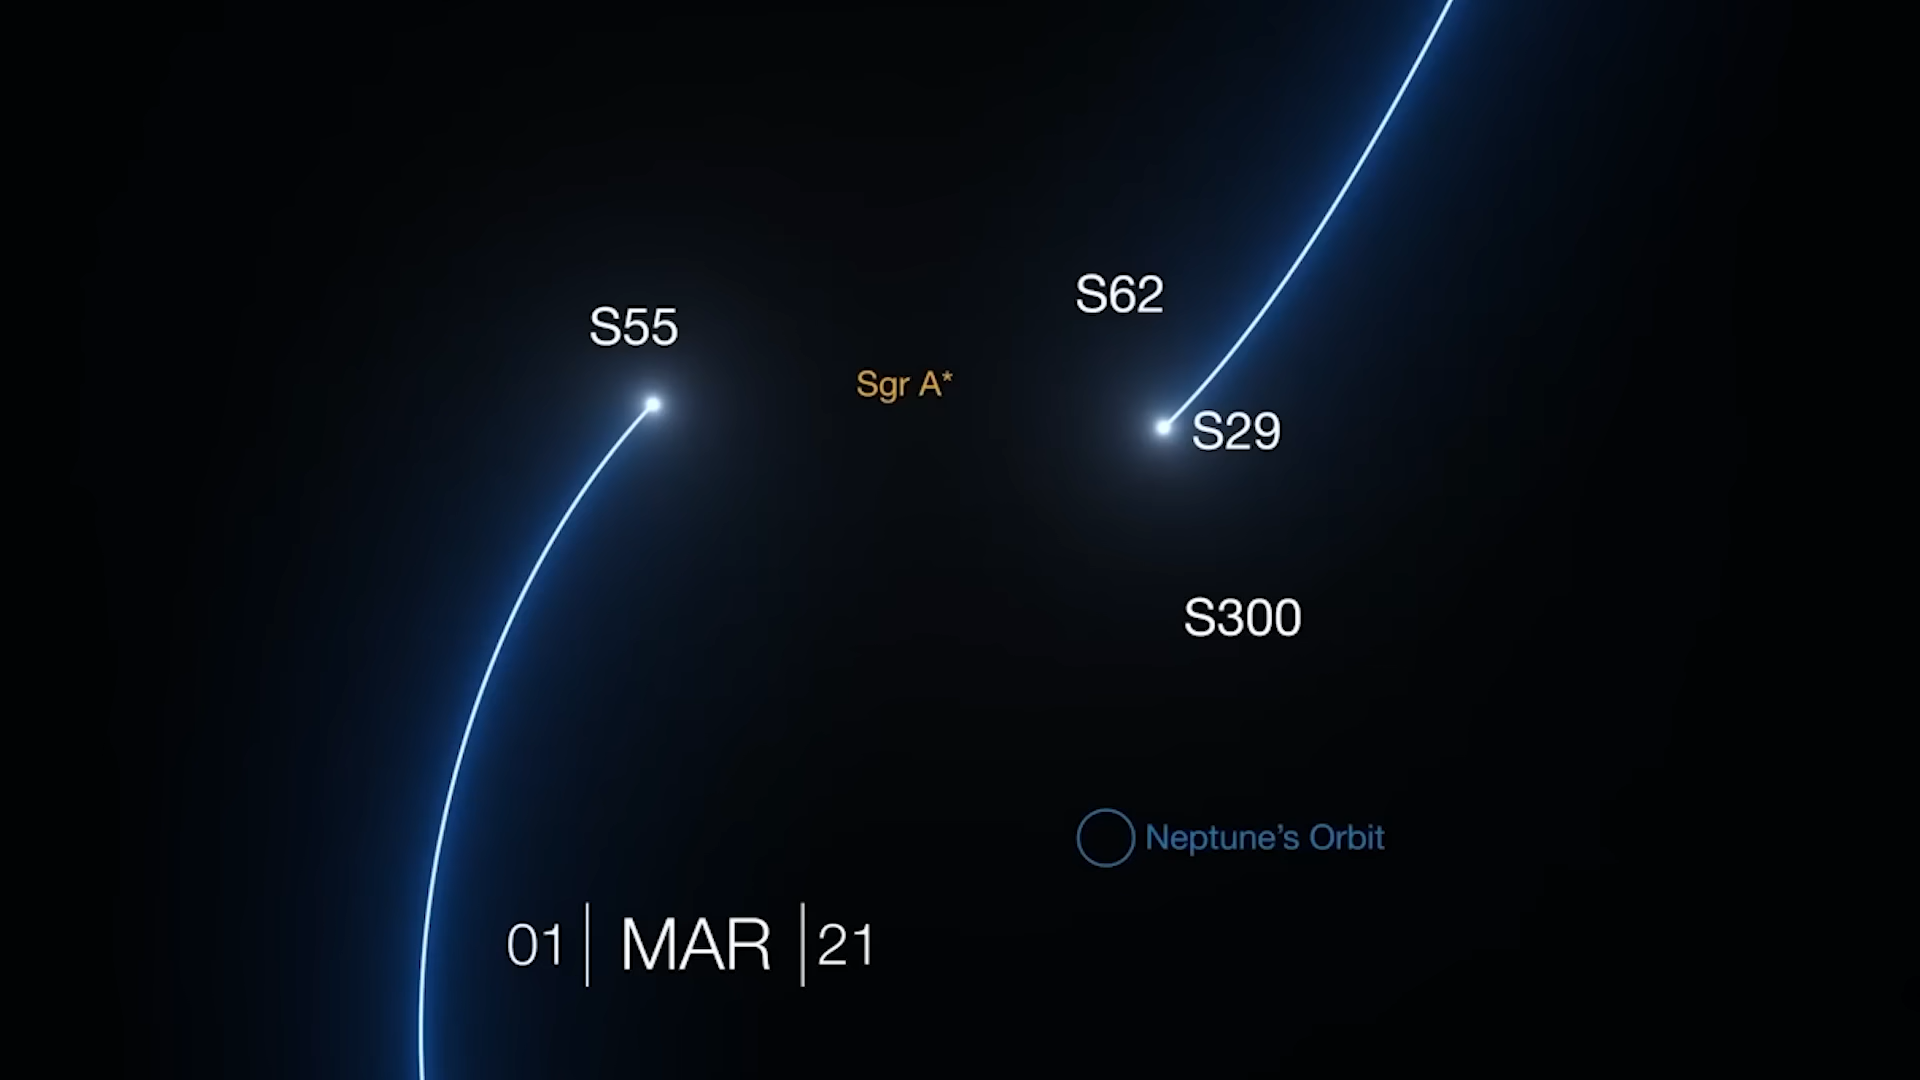 S62
S55
Sgr A*
S29
S300
Neptune’s Orbit
01 | MAR | 21